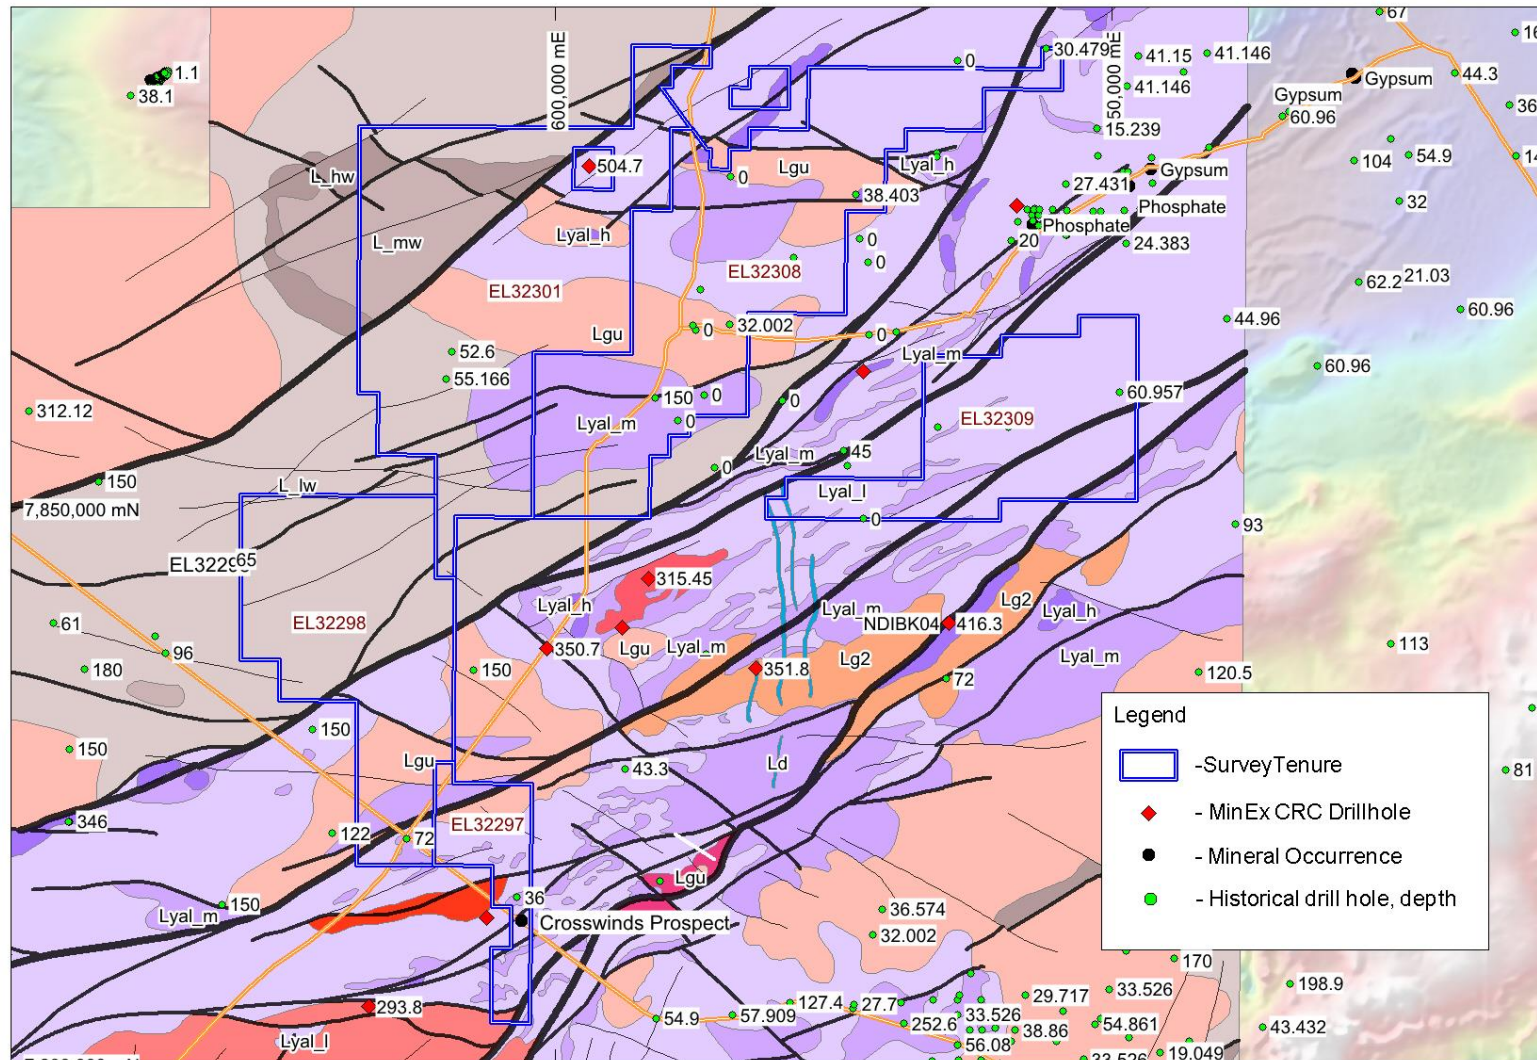 67
1.1
38.1
600,000 mE
50,000 mE
0
30.479
41.15
41.146
41.146
44.3
Gypsum
Gypsum
60.96
15.239
504.7
L_hw
Lgu
Lyal_h
0
38.403
27.431
Gypsum
104
54.9
32
Phosphate
Phosphate
20
24.383
L_mw
Lyal_h
0
0
EL32308
EL32301
62.2
21.03
60.96
44.96
Lgu
0
32.002
0
Lyal_m
52.6
55.166
60.96
60.957
312.12
150
0
0
Lyal_m
0
EL32309
45
Lyal_m
0
150
L_lw
Lyal_l
7,850,000 mN
0
93
65
315.45
EL32298
61
Lyal_h
Lyal_m
NDIBK04
416.3
Lg2
Lyal_h
113
96
350.7
Lgu
Lyal_m
Lg2
Lyal_m
180
150
351.8
72
120.5
150
150
Lgu
43.3
Ld
81
346
122
72
EL32297
Lgu
150
Lyal_m
36
Crosswinds Prospect
36.574
32.002
170
293.8
Lyal_l
54.9
57.909
127.4
27.7
252.6
33.526
29.717
38.86
56.08
33.526
54.861
33.526
19.049
198.9
43.432
Legend
-SurveyTenure
- MinEx CRC Drillhole
- Mineral Occurrence
- Historical drill hole, depth